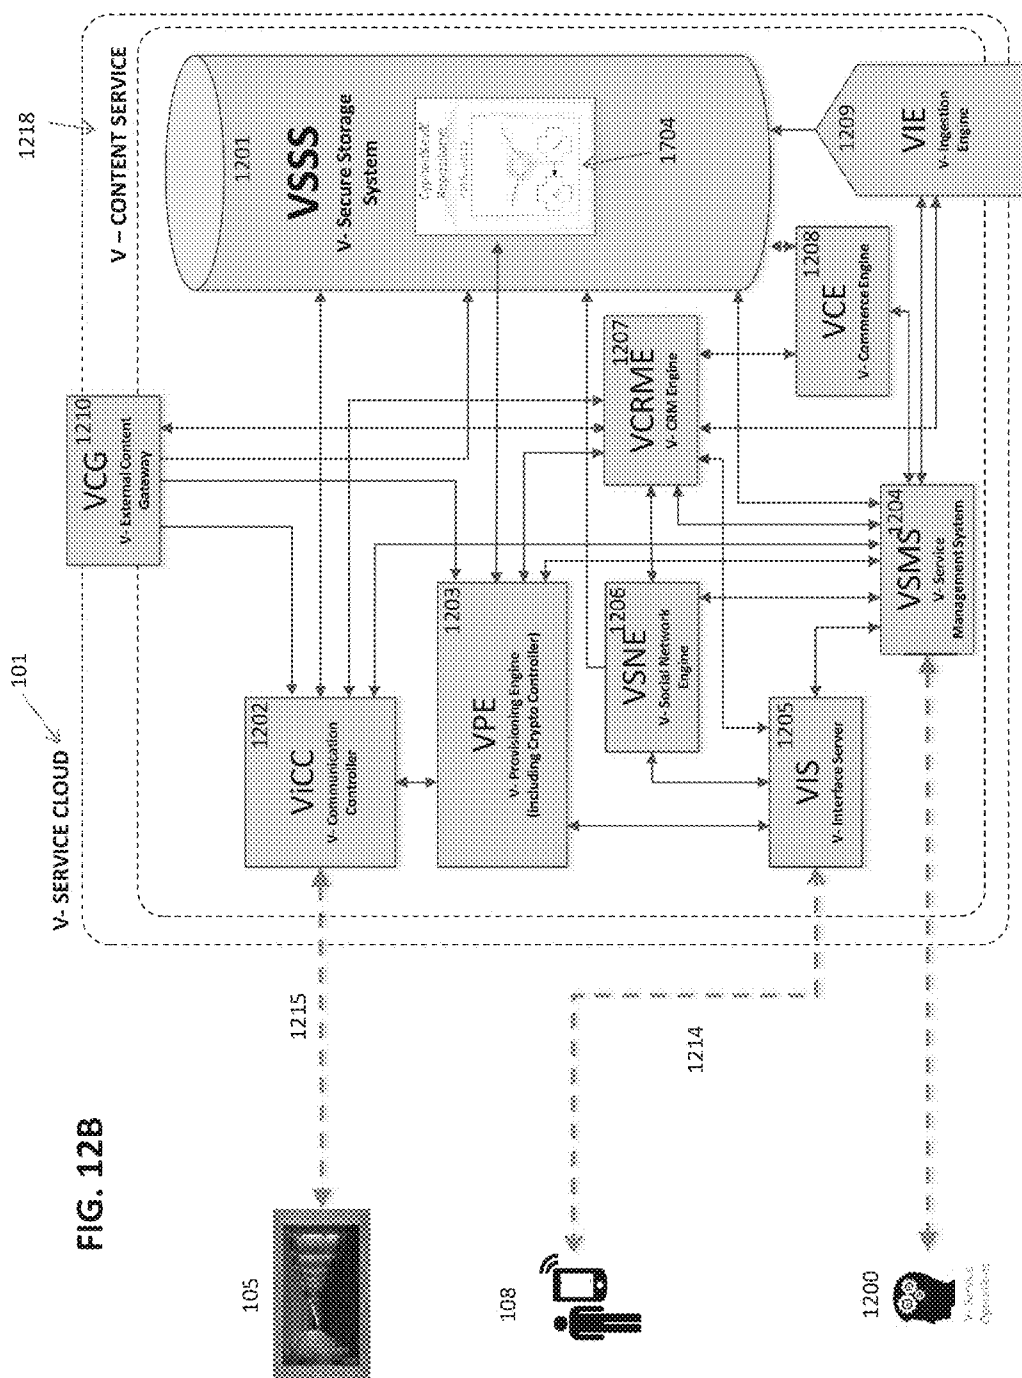 FIG. 12B
V- SERVICE CLOUD
101
V – CONTENT SERVICE
1218
105
1215
108
1214
1200
V- Service
Operations
1202
ViCC
V- Communication
Controller
1203
VPE
V- Provisioning Engine
(including Crypto Controller)
1206
VSNE
V- Social Network
Engine
1205
VIS
V- Interface Server
1204
VSMS
V- Service
Management System
1210
VCG
V- External Content
Gateway
1207
VCRME
V- CRM Engine
1208
VCE
V- Commerce Engine
1209
VIE
V- Ingestion
Engine
1201
VSSS
V- Secure Storage
System
1704